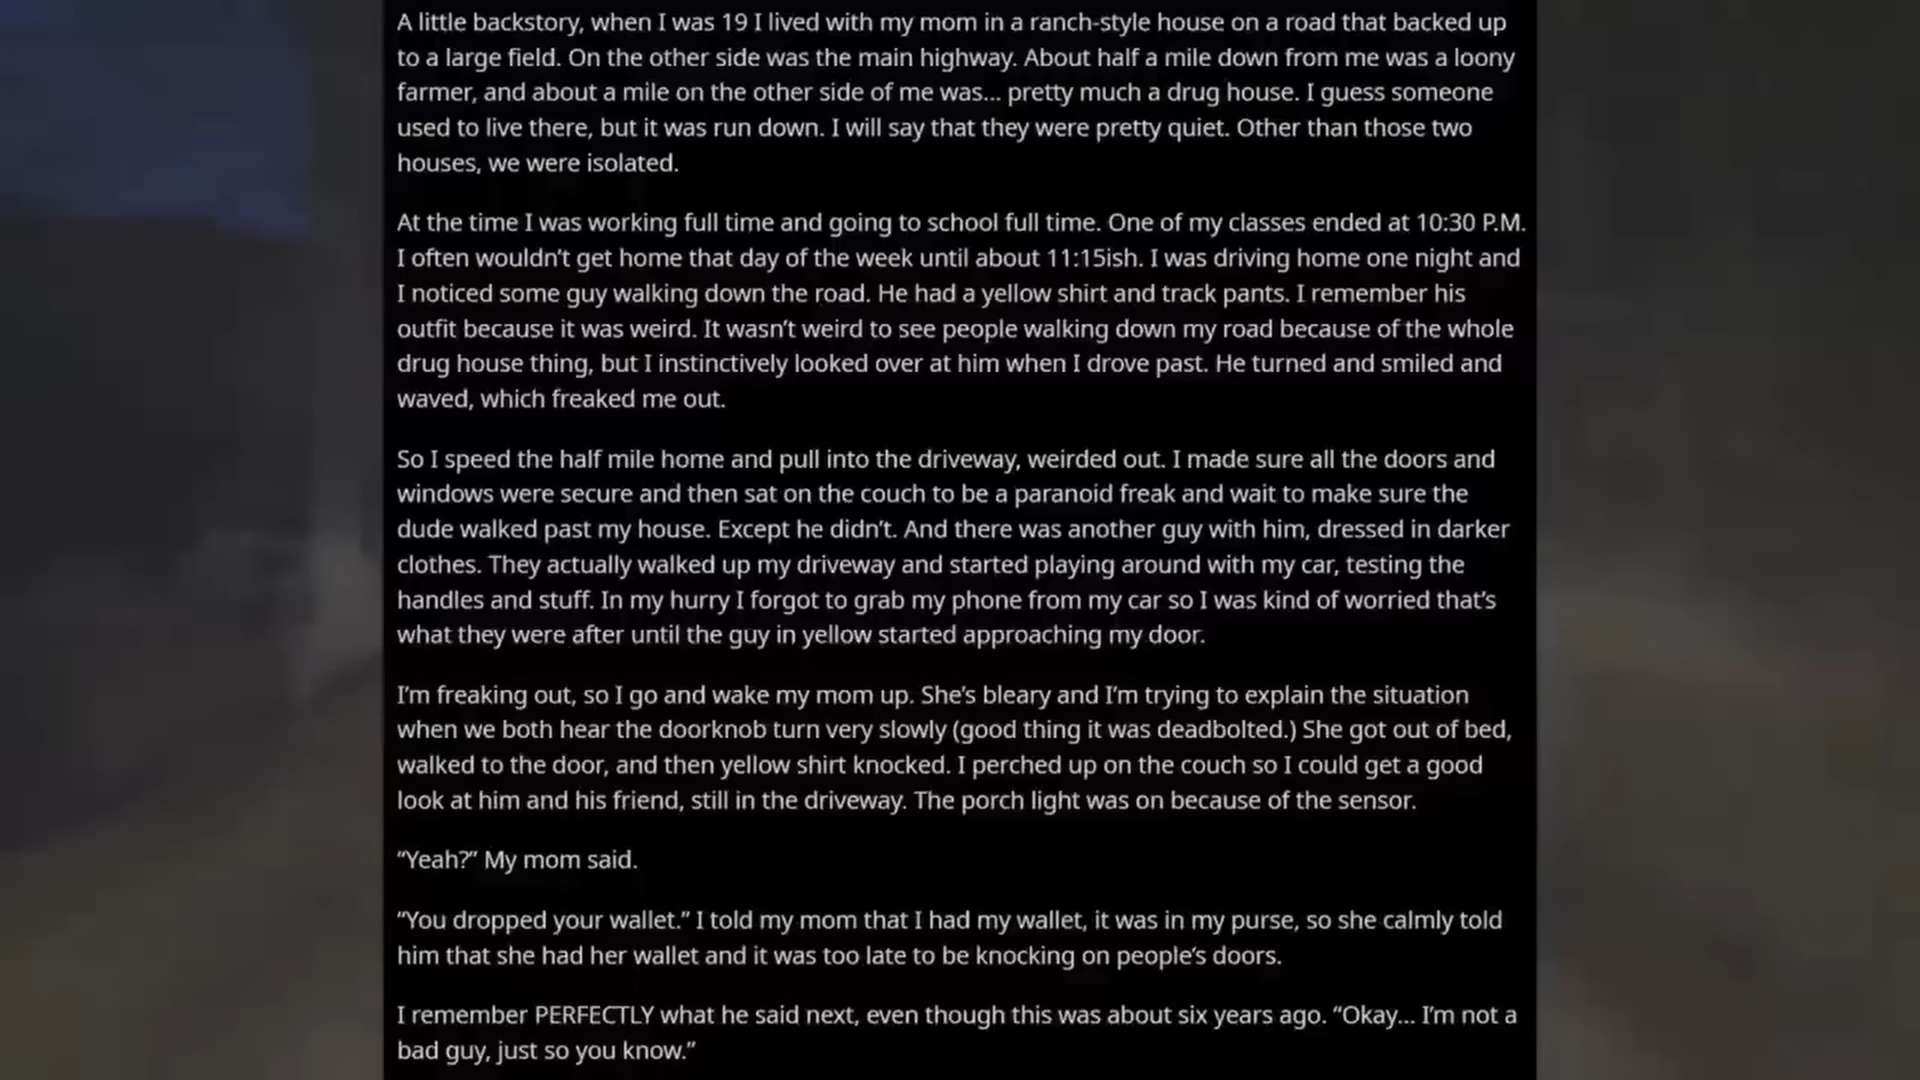 A little backstory, when I was 19 I lived with my mom in a ranch-style house on a road that backed up
to a large field. On the other side was the main highway. About half a mile down from me was a loony
farmer, and about a mile on the other side of me was... pretty much a drug house. I guess someone
used to live there, but it was run down. I will say that they were pretty quiet. Other than those two
houses, we were isolated.
At the time I was working full time and going to school full time. One of my classes ended at 10:30 P.M.
I often wouldn’t get home that day of the week until about 11:15ish. I was driving home one night and
I noticed some guy walking down the road. He had a yellow shirt and track pants. I remember his
outfit because it was weird. It wasn’t weird to see people walking down my road because of the whole
drug house thing, but I instinctively looked over at him when I drove past. He turned and smiled and
waved, which freaked me out.
So I speed the half mile home and pull into the driveway, weirded out. I made sure all the doors and
windows were secure and then sat on the couch to be a paranoid freak and wait to make sure the
dude walked past my house. Except he didn’t. And there was another guy with him, dressed in darker
clothes. They actually walked up my driveway and started playing around with my car, testing the
handles and stuff. In my hurry I forgot to grab my phone from my car so I was kind of worried that’s
what they were after until the guy in yellow started approaching my door.
I’m freaking out, so I go and wake my mom up. She’s bleary and I’m trying to explain the situation
when we both hear the doorknob turn very slowly (good thing it was deadbolted.) She got out of bed,
walked to the door, and then yellow shirt knocked. I perched up on the couch so I could get a good
look at him and his friend, still in the driveway. The porch light was on because of the sensor.
“Yeah?” My mom said.
“You dropped your wallet.” I told my mom that I had my wallet, it was in my purse, so she calmly told
him that she had her wallet and it was too late to be knocking on people’s doors.
I remember PERFECTLY what he said next, even though this was about six years ago. “Okay... I’m not a
bad guy, just so you know.”